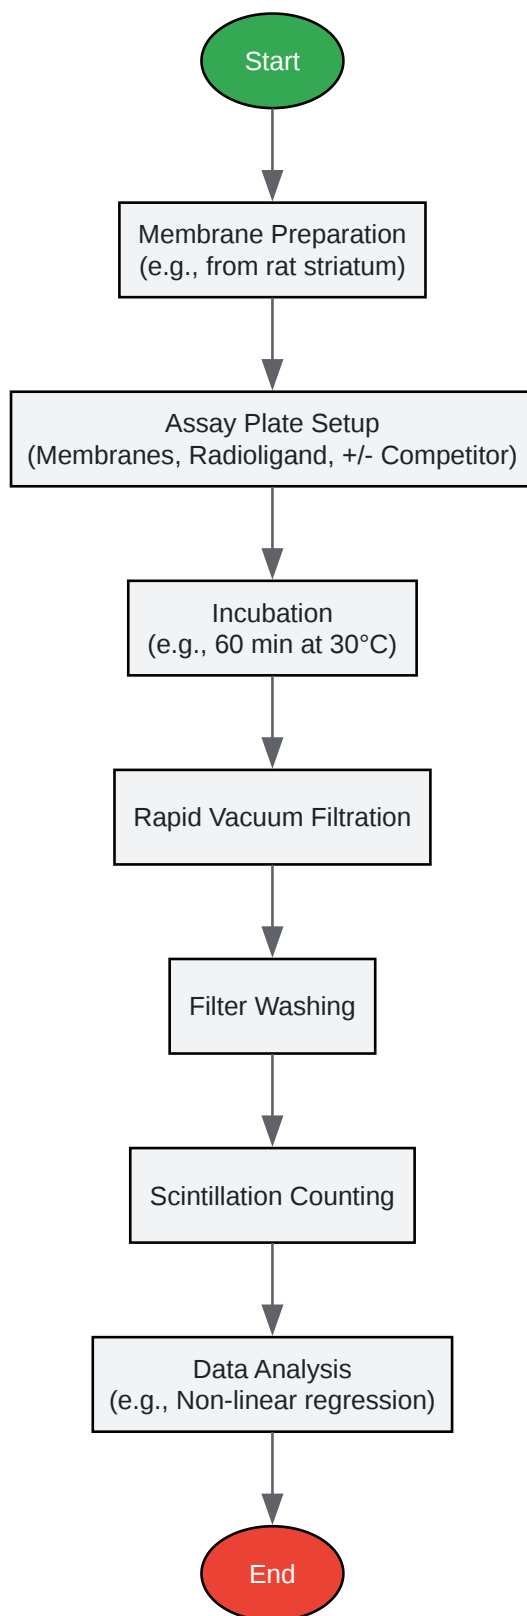 Start
Membrane Preparation
(e.g., from rat striatum)
Assay Plate Setup
(Membranes, Radioligand, +/- Competitor)
Incubation
(e.g., 60 min at 30°C)
Rapid Vacuum Filtration
Filter Washing
Scintillation Counting
Data Analysis
(e.g., Non-linear regression)
End